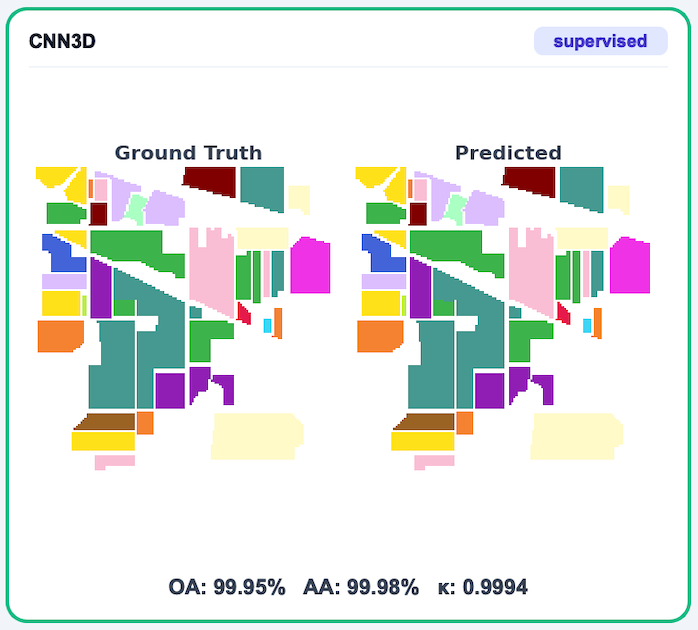 CNN3D
supervised
Ground Truth
Predicted
OA: 99.95% AA: 99.98% κ: 0.9994